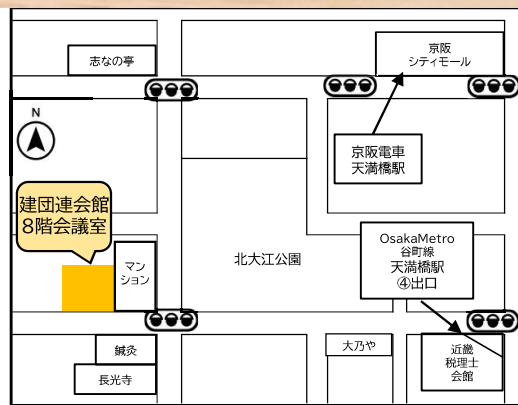 志なの亭
京阪
シティモール
N
京阪電車
天満橋駅
建団連会館
8階会議室
マン
ション
北大江公園
OsakaMetro
谷町線
天満橋駅
④出口
鍼灸
長光寺
大乃や
近畿
税理士
会館